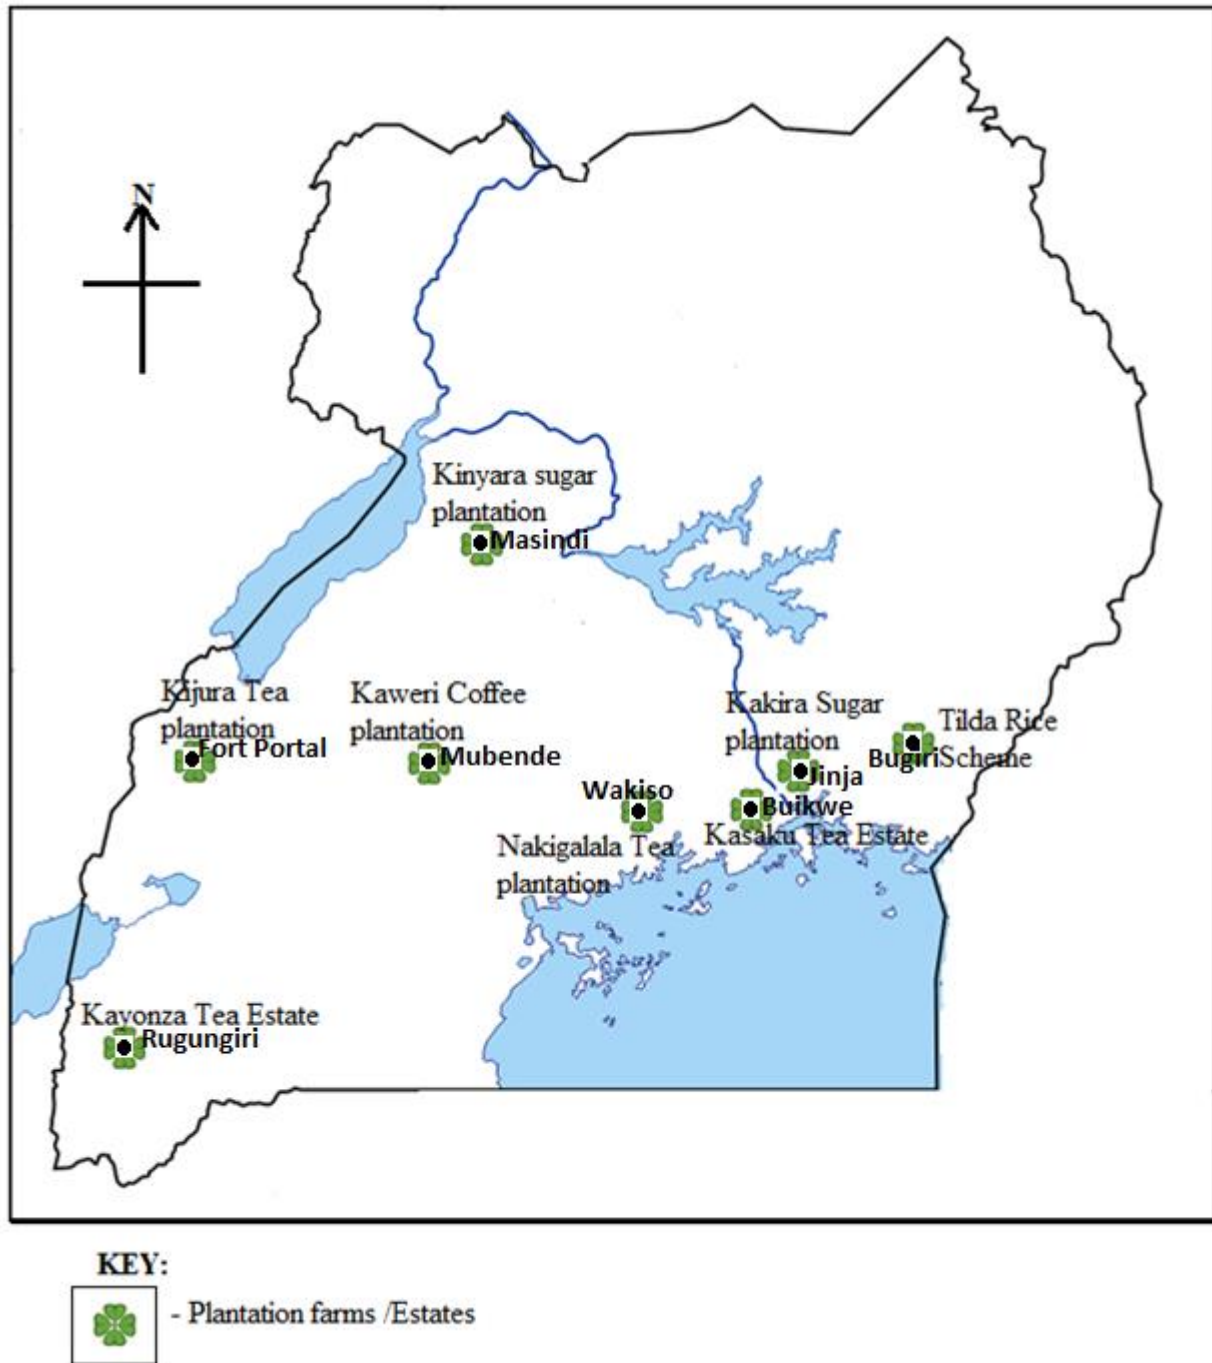 N
Kinyara sugar
plantation
Masindi
Kijura Tea
plantation
Fort Portal
Kaweri Coffee
plantation
Mubende
Kakira Sugar
plantation
Jinja
Tilda Rice
Scheme
Bugiri
Wakiso
Nakigalala Tea
plantation
Buikwe
Kasaku Tea Estate
Kayonza Tea Estate
Rugungiri
KEY:
- Plantation farms /Estates